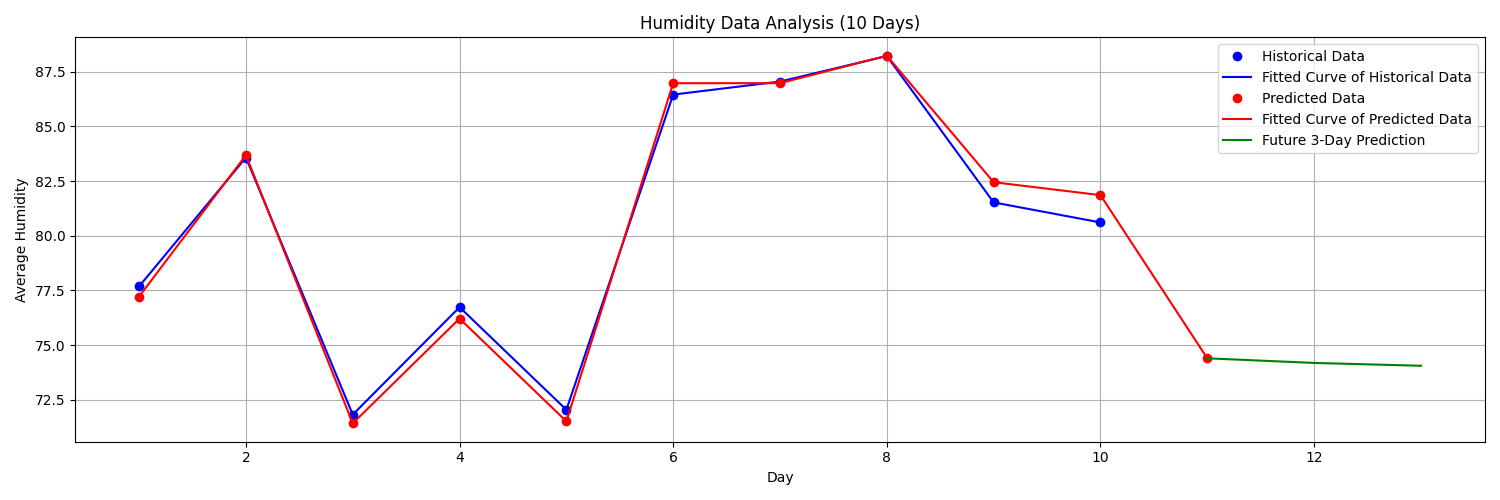 Humidity Data Analysis (10 Days)
Historical Data
Fitted Curve of Historical Data
Predicted Data
Fitted Curve of Predicted Data
Future 3-Day Prediction
Average Humidity
87.5
85.0
82.5
80.0
77.5
75.0
72.5
2 4 6 8 10 12
Day